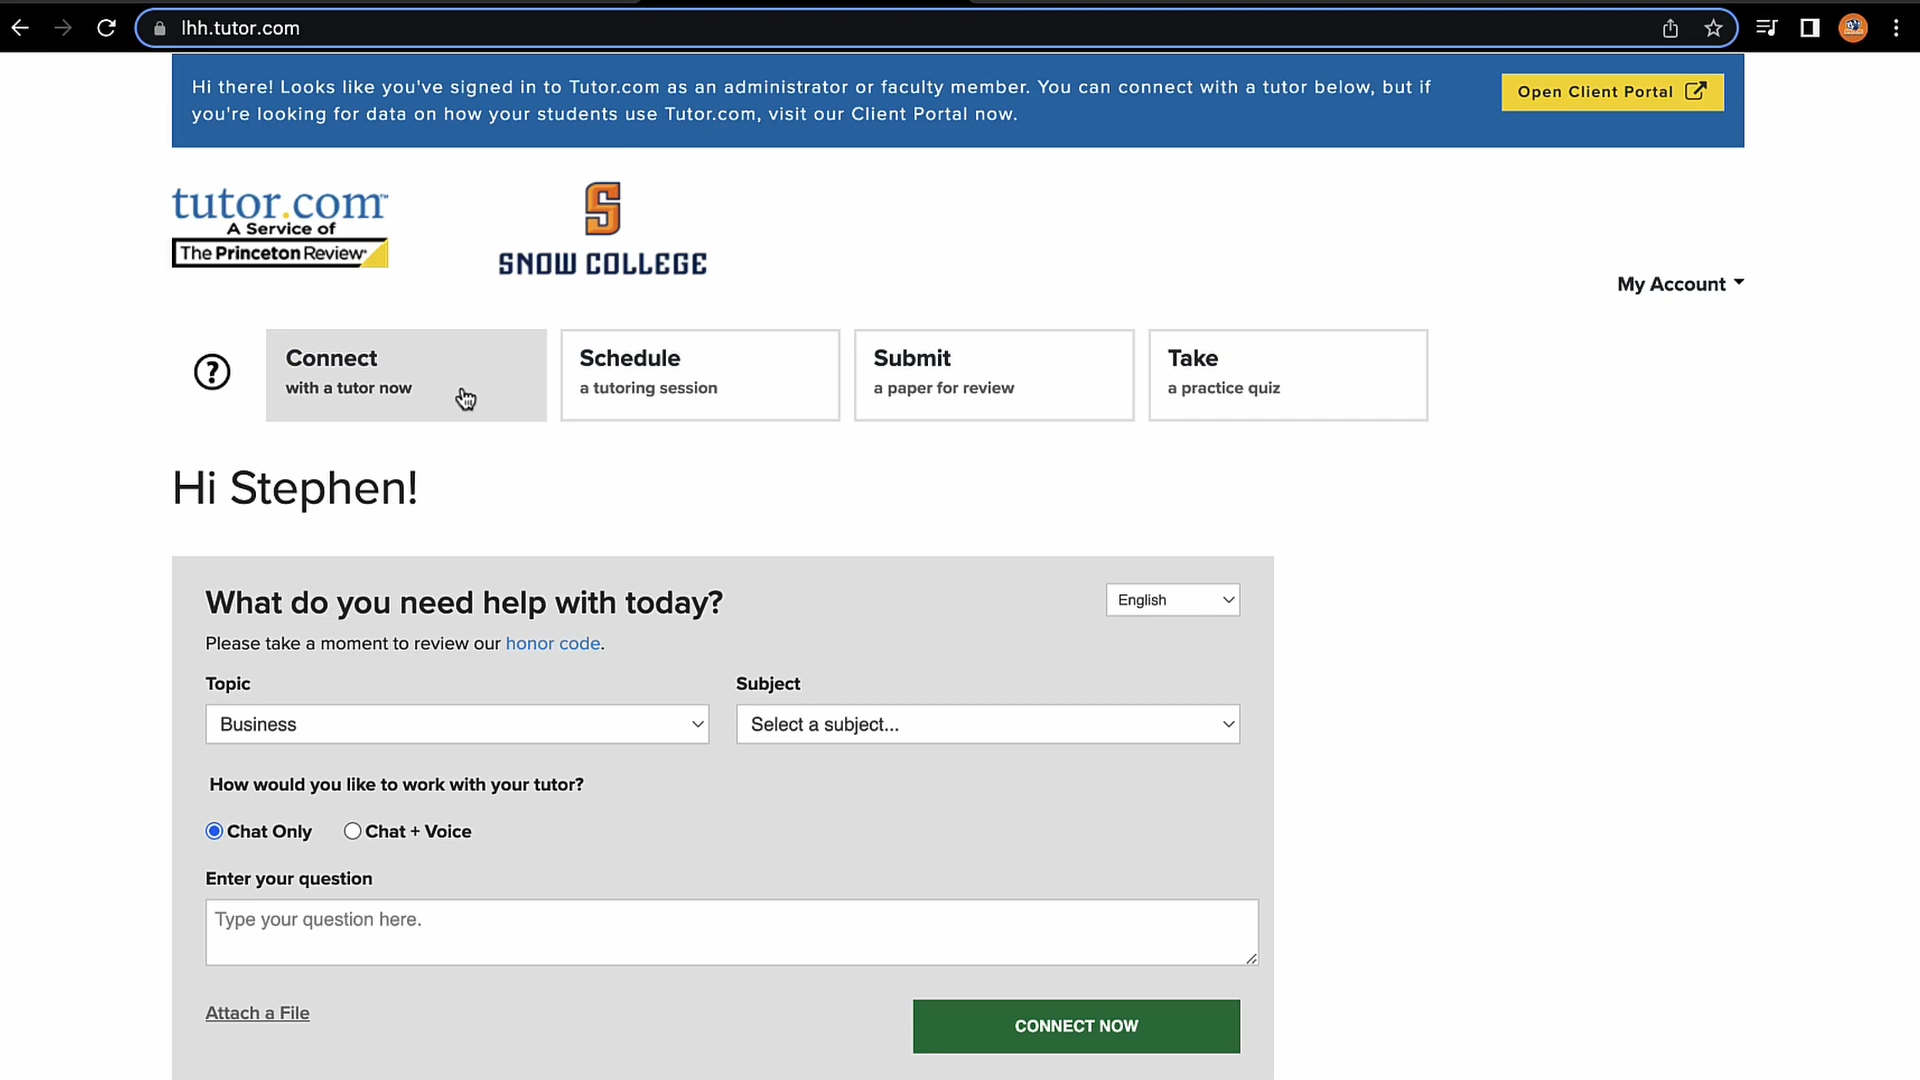 lhh.tutor.com
Hi there! Looks like you've signed in to Tutor.com as an administrator or faculty member. You can connect with a tutor below, but if
you're looking for data on how your students use Tutor.com, visit our Client Portal now.
Open Client Portal
tutor.com™
A Service of
The Princeton Review
S
SNOW COLLEGE
My Account
?
Connect
with a tutor now
Schedule
a tutoring session
Submit
a paper for review
Take
a practice quiz
Hi Stephen!
What do you need help with today?
English
Please take a moment to review our honor code.
Topic
Subject
Business
Select a subject...
How would you like to work with your tutor?
Chat Only
Chat + Voice
Enter your question
Type your question here.
Attach a File
CONNECT NOW